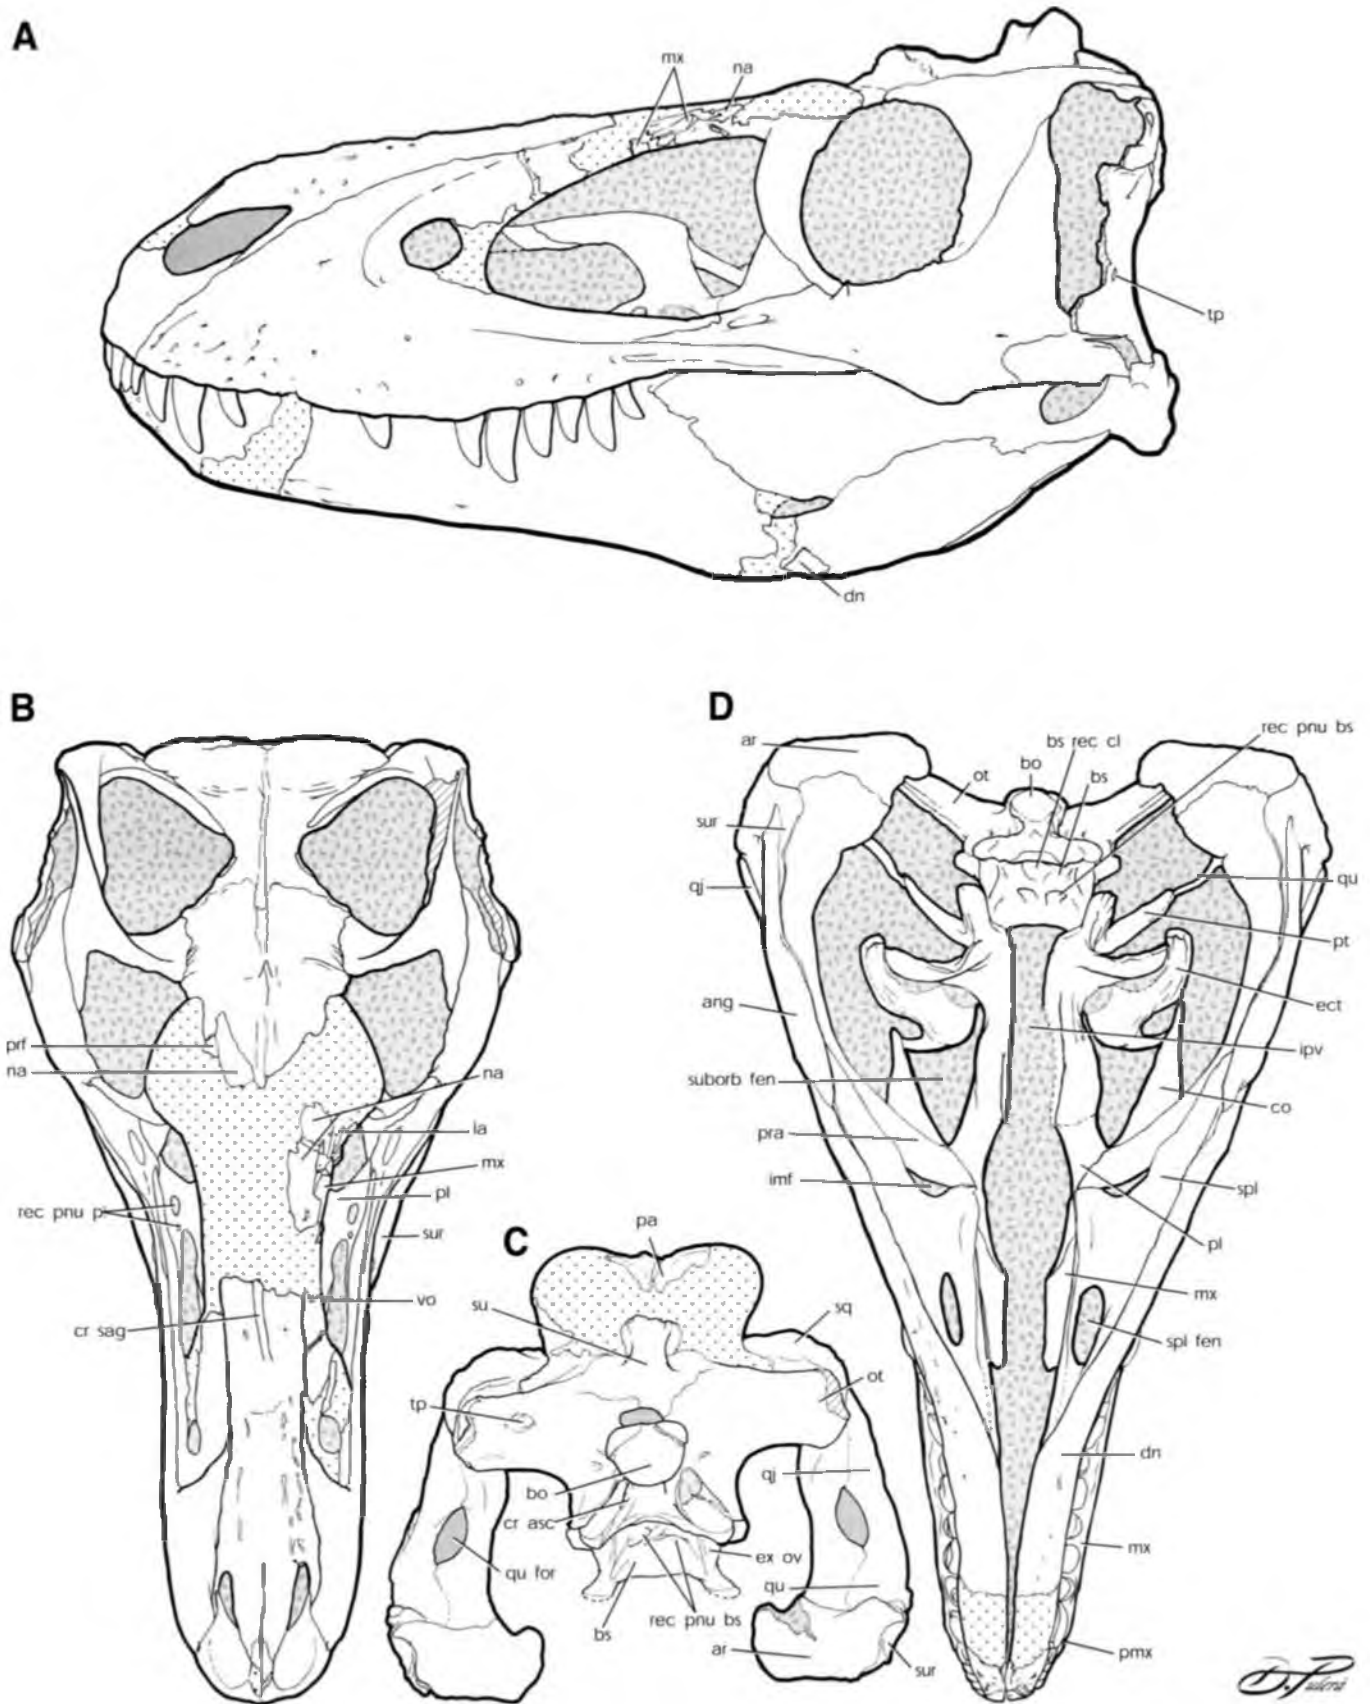 A
mx
na
tp
dn
B
prf
na
na
la
mx
pl
rec pnu p
sur
vo
cr sag
C
pa
su
sq
ot
tp
qj
bo
cr asc
ex ov
qu for
qu
bs
rec pnu bs
ar
sur
D
rec pnu bs
ar
bs rec cl
ot
bo
bs
sur
qj
qu
pt
ang
ect
ipv
suborb fen
co
pra
imf
spl
pl
mx
spl fen
dn
mx
pmx